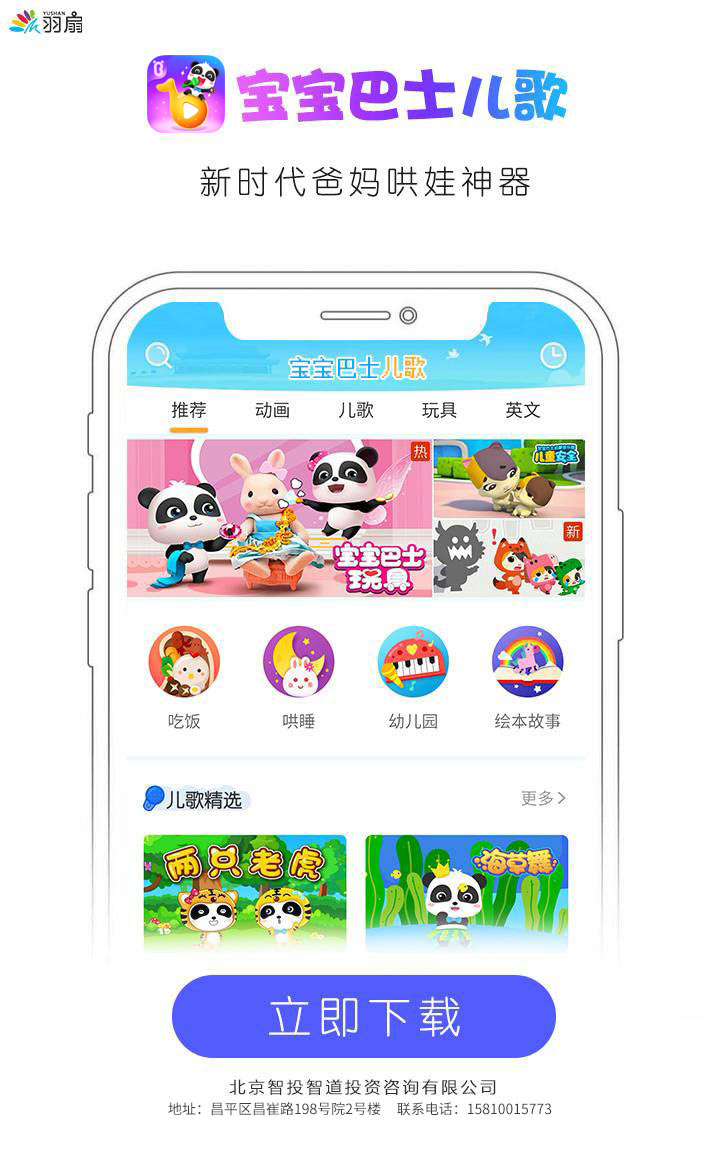 YUSHAN
羽扇
宝宝巴士儿歌
新时代爸妈哄娃神器
宝宝巴士儿歌
推荐 动画 儿歌 玩具 英文
热
儿童安全
新
宝宝巴士
玩具
吃饭 哄睡 幼儿园 绘本故事
儿歌精选 更多
两只老虎 海草舞
立即下载
北京智投智道投资咨询有限公司
地址：昌平区昌崔路198号院2号楼 联系电话：15810015773